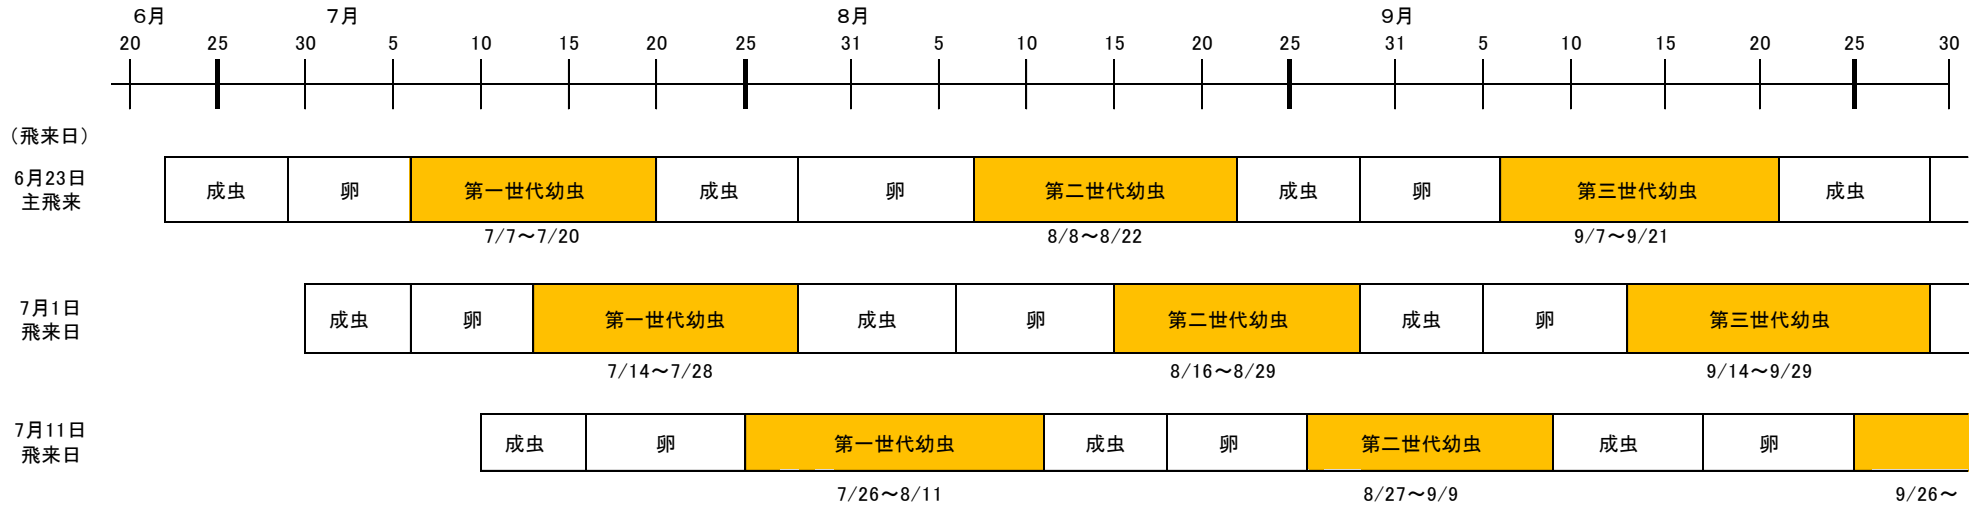 6月 7月 8月 9月
20 25 30 5 10 15 20 25 31 5 10 15 20 25 31 5 10 15 20 25 30
（飛来日）
6月23日
主飛来
成虫 卵 第一世代幼虫 成虫 卵 第二世代幼虫 成虫 卵 第三世代幼虫 成虫
7/7～7/20 8/8～8/22 9/7～9/21
7月1日
飛来日
成虫 卵 第一世代幼虫 成虫 卵 第二世代幼虫 成虫 卵 第三世代幼虫
7/14～7/28 8/16～8/29 9/14～9/29
7月11日
飛来日
成虫 卵 第一世代幼虫 成虫 卵 第二世代幼虫 成虫 卵
7/26～8/11 8/27～9/9 9/26～